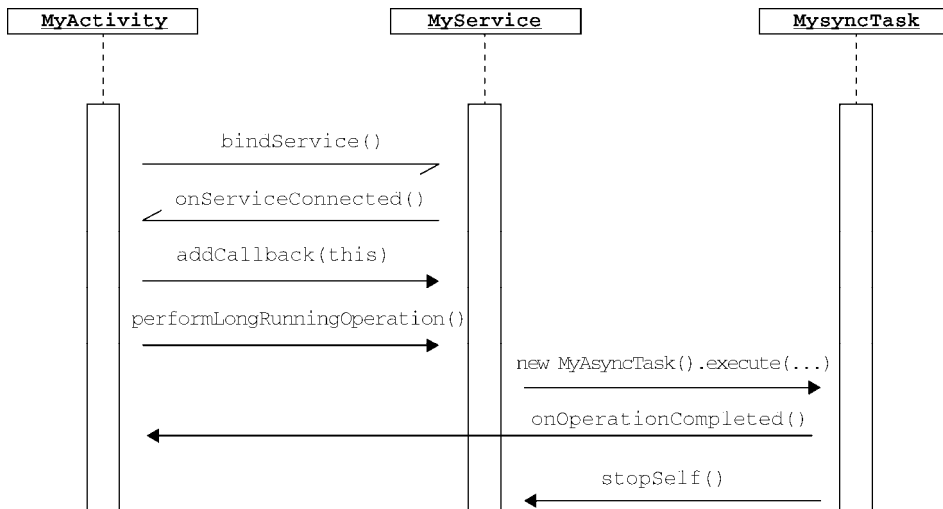 MyActivity
MyService
MysyncTask
bindService()
onServiceConnected()
addCallback(this)
performLongRunningOperation()
new MyAsyncTask().execute(...)
onOperationCompleted()
stopSelf()